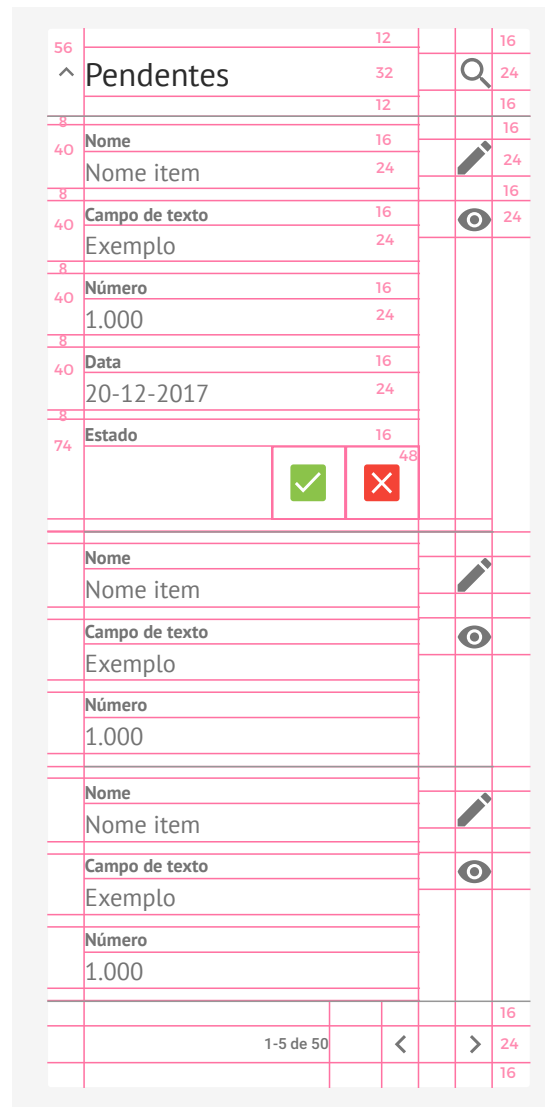 12
16
56
Pendentes
32
24
12
16
8
16
Nome
16
40
24
Nome item
24
8
16
Campo de texto
16
24
40
Exemplo
24
8
Número
16
40
1.000
24
8
Data
16
40
20-12-2017
24
8
Estado
16
74
48
Nome
Nome item
Campo de texto
Exemplo
Número
1.000
Nome
Nome item
Campo de texto
Exemplo
Número
1.000
16
1-5 de 50
24
16